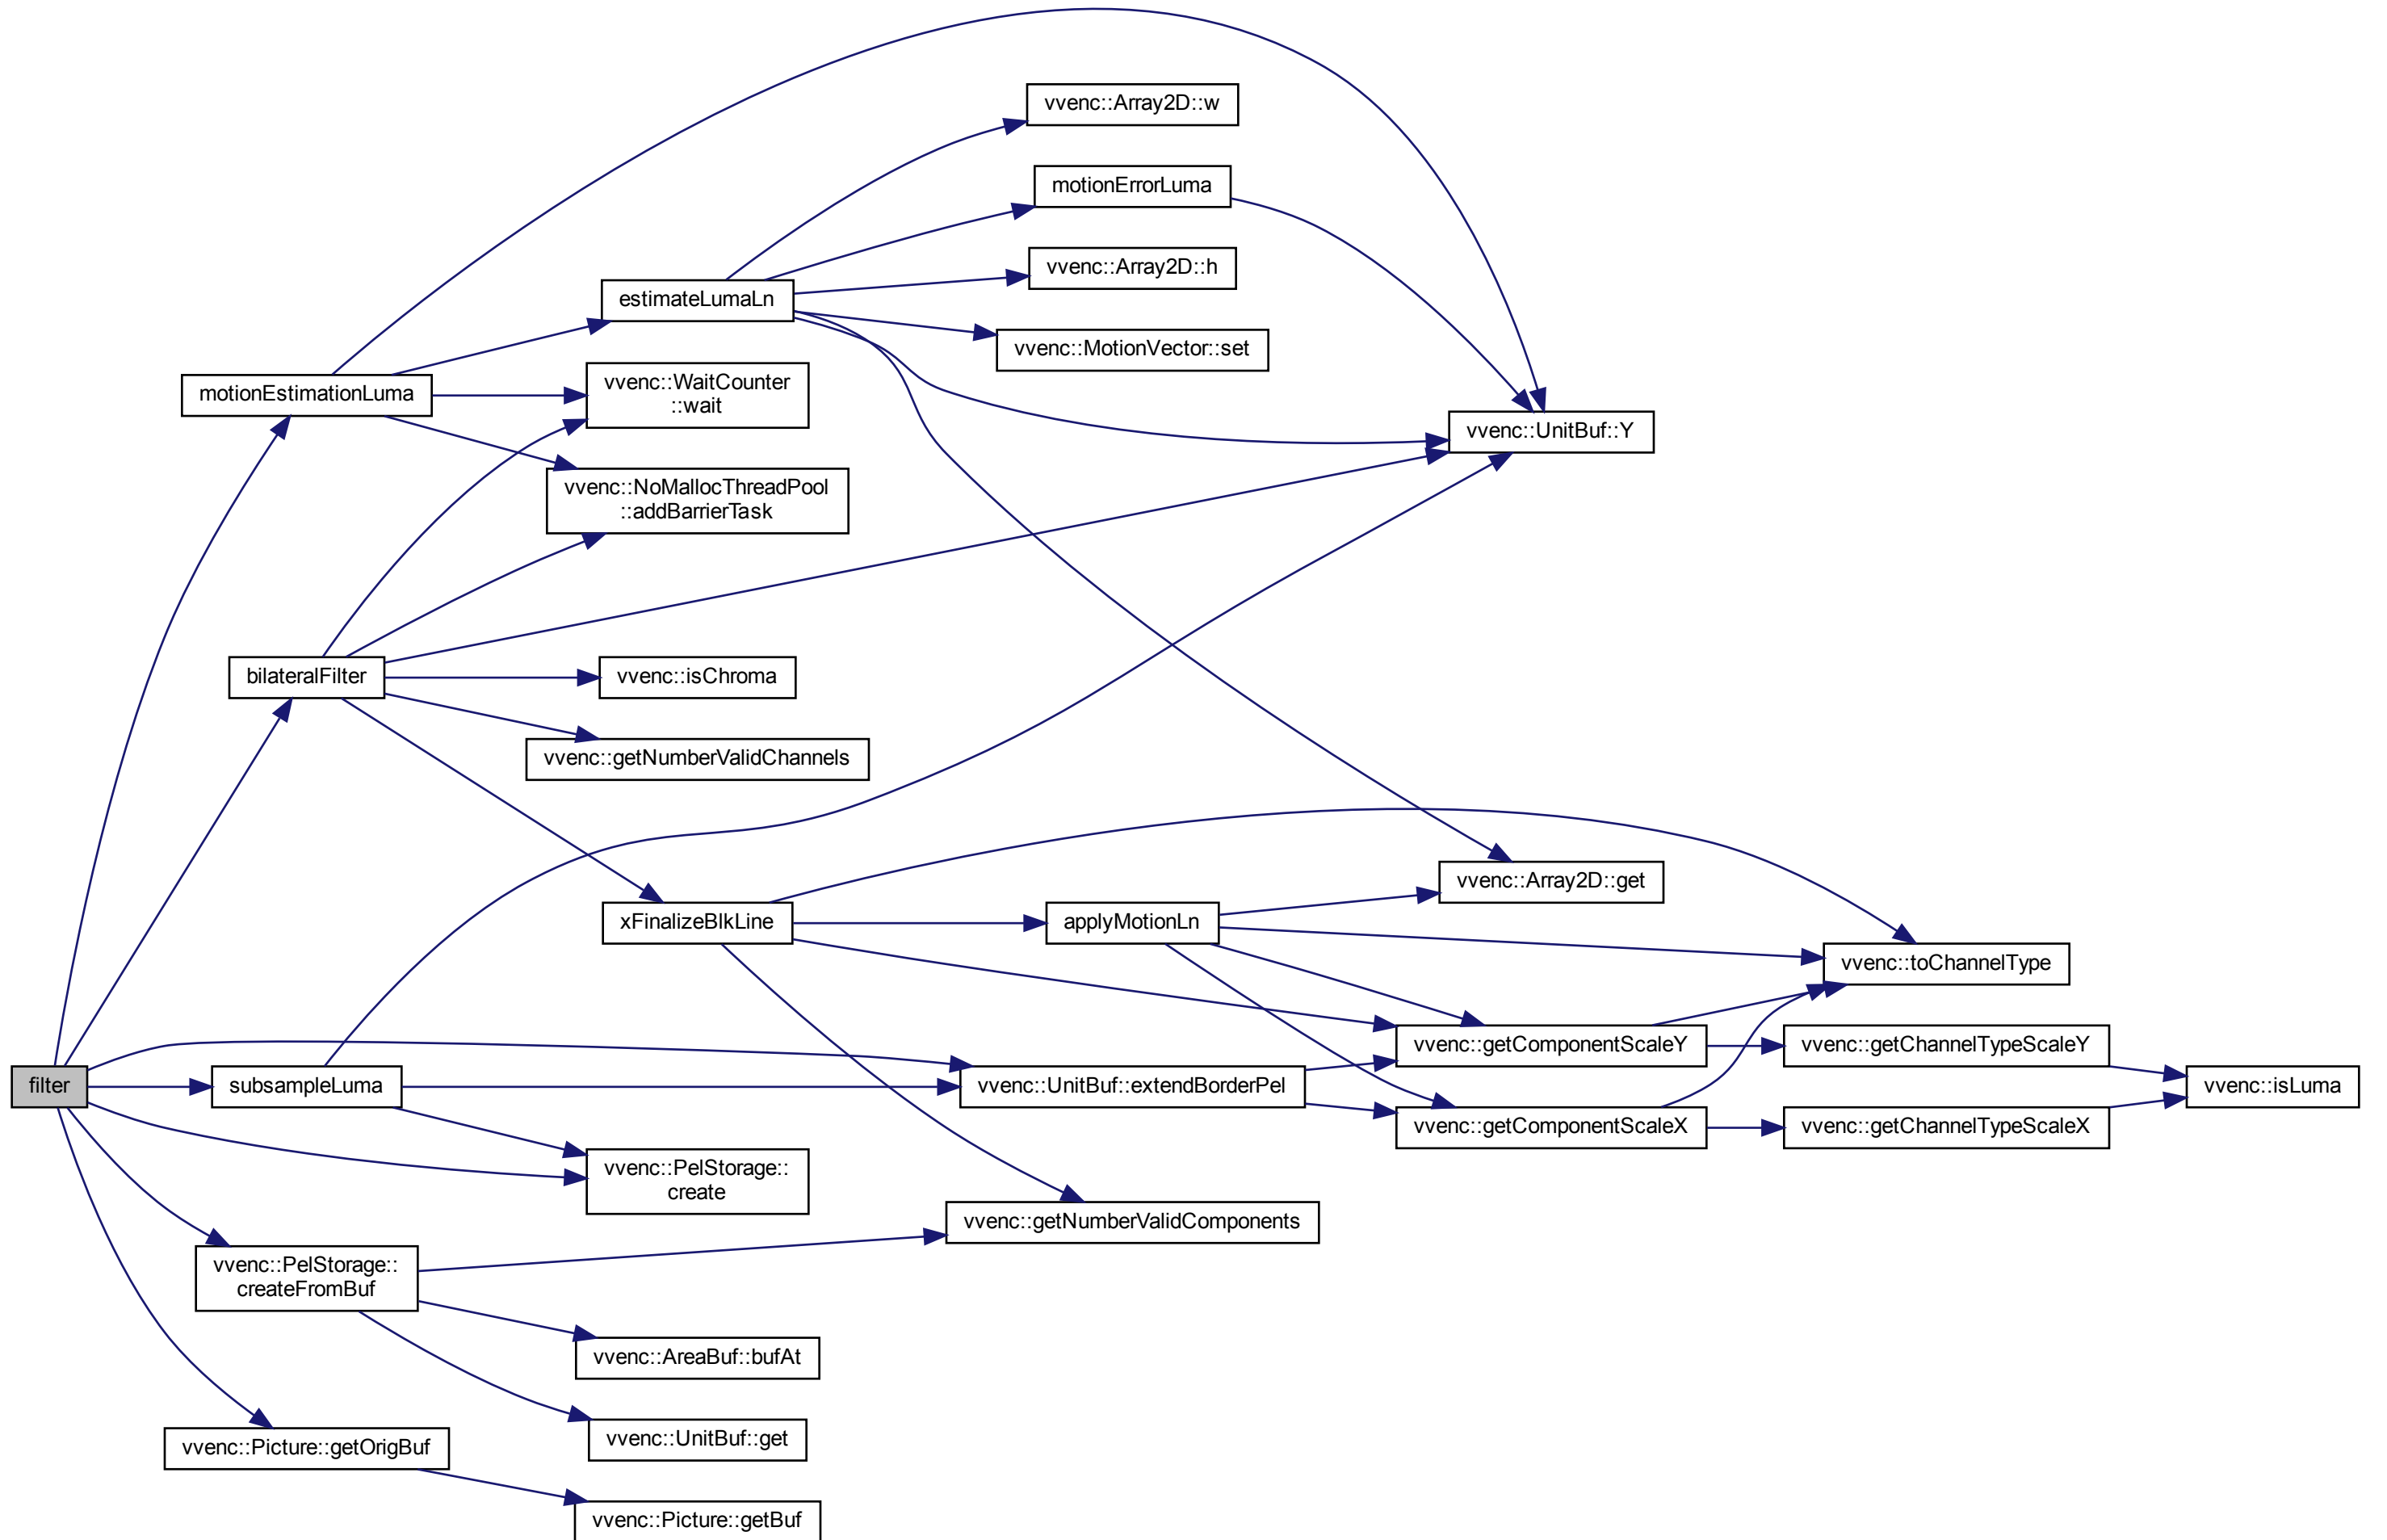 vvenc::Array2D::w
motionErrorLuma
vvenc::Array2D::h
estimateLumaLn
vvenc::MotionVector::set
motionEstimationLuma
vvenc::WaitCounter
::wait
vvenc::UnitBuf::Y
vvenc::NoMallocThreadPool
::addBarrierTask
bilateralFilter
vvenc::isChroma
vvenc::getNumberValidChannels
vvenc::Array2D::get
xFinalizeBlkLine
applyMotionLn
vvenc::toChannelType
vvenc::getComponentScaleY
vvenc::getChannelTypeScaleY
filter
subsampleLuma
vvenc::UnitBuf::extendBorderPel
vvenc::isLuma
vvenc::getComponentScaleX
vvenc::getChannelTypeScaleX
vvenc::PelStorage::
create
vvenc::getNumberValidComponents
vvenc::PelStorage::
createFromBuf
vvenc::AreaBuf::bufAt
vvenc::UnitBuf::get
vvenc::Picture::getOrigBuf
vvenc::Picture::getBuf